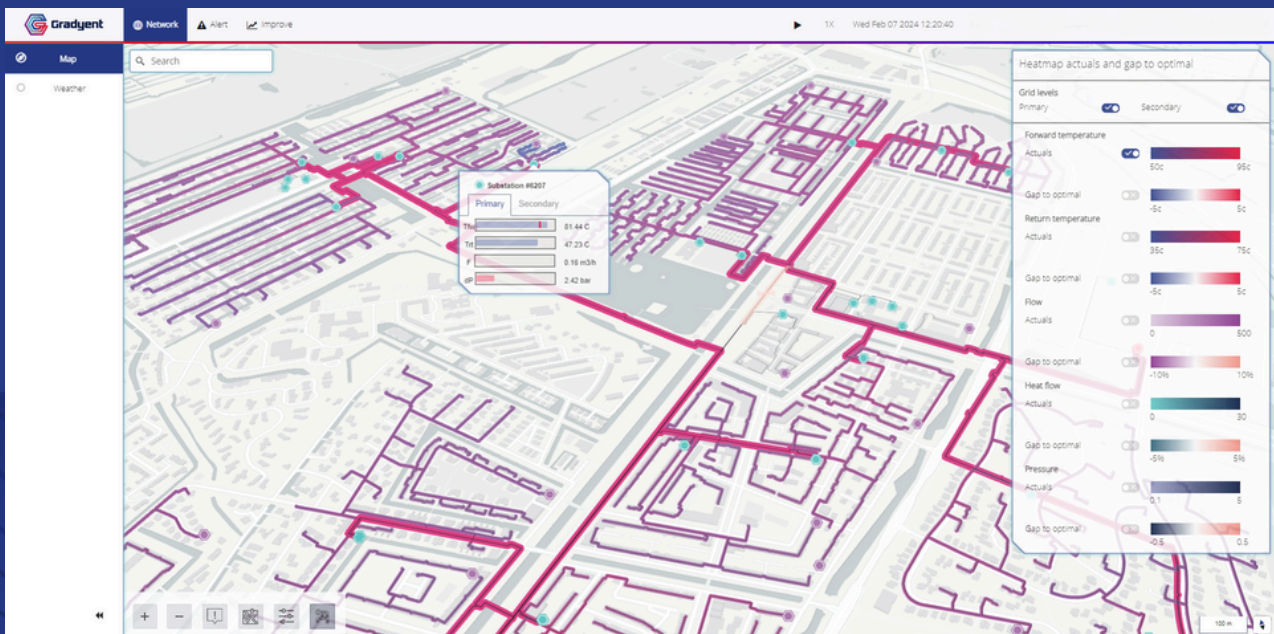 Gradyent
Network
Alert
Improve
1X
Wed Feb 07 2024 12:20:40
Map
Weather
Search
Substation #6207
Primary Secondary
81.44 C
Trt 47.23 C
F 0.16 m3/h
dP 2.42 bar
Heatmap actuals and gap to optimal
Grid levels
Primary Secondary
Forward temperature
Actuals
50c 95c
Gap to optimal
-5c 5c
Return temperature
Actuals
35c 75c
Gap to optimal
-5c 5c
Flow
Actuals
0 500
Gap to optimal
-10% 10%
Heat flow
Actuals
0 30
Gap to optimal
-5% 5%
Pressure
Actuals
0.1 5
Gap to optimal
-0.5 0.5
100 m